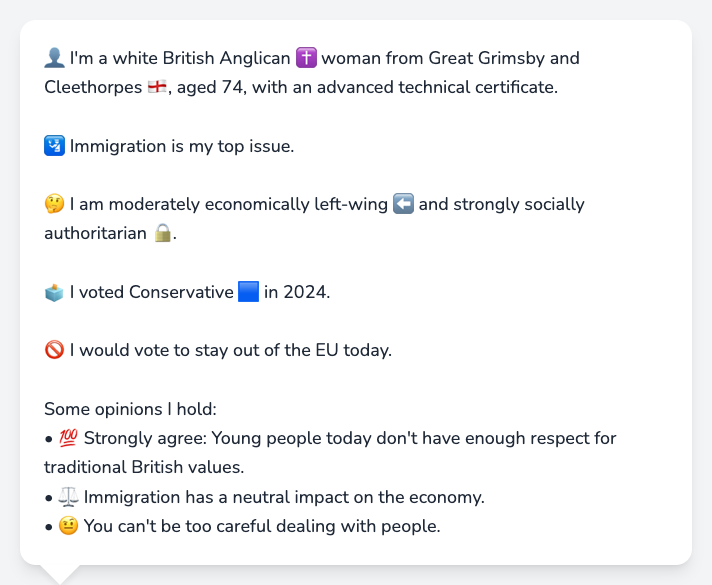 👤 I'm a white British Anglican ✝️ woman from Great Grimsby and
Cleethorpes 🏴󠁧󠁢󠁥󠁮󠁧󠁿, aged 74, with an advanced technical certificate.
🛂 Immigration is my top issue.
🤔 I am moderately economically left-wing ⬅️ and strongly socially
authoritarian 🔒.
🗳️ I voted Conservative 🟦 in 2024.
🚫 I would vote to stay out of the EU today.
Some opinions I hold:
• 💯 Strongly agree: Young people today don't have enough respect for
traditional British values.
• ⚖️ Immigration has a neutral impact on the economy.
• 🤨 You can't be too careful dealing with people.